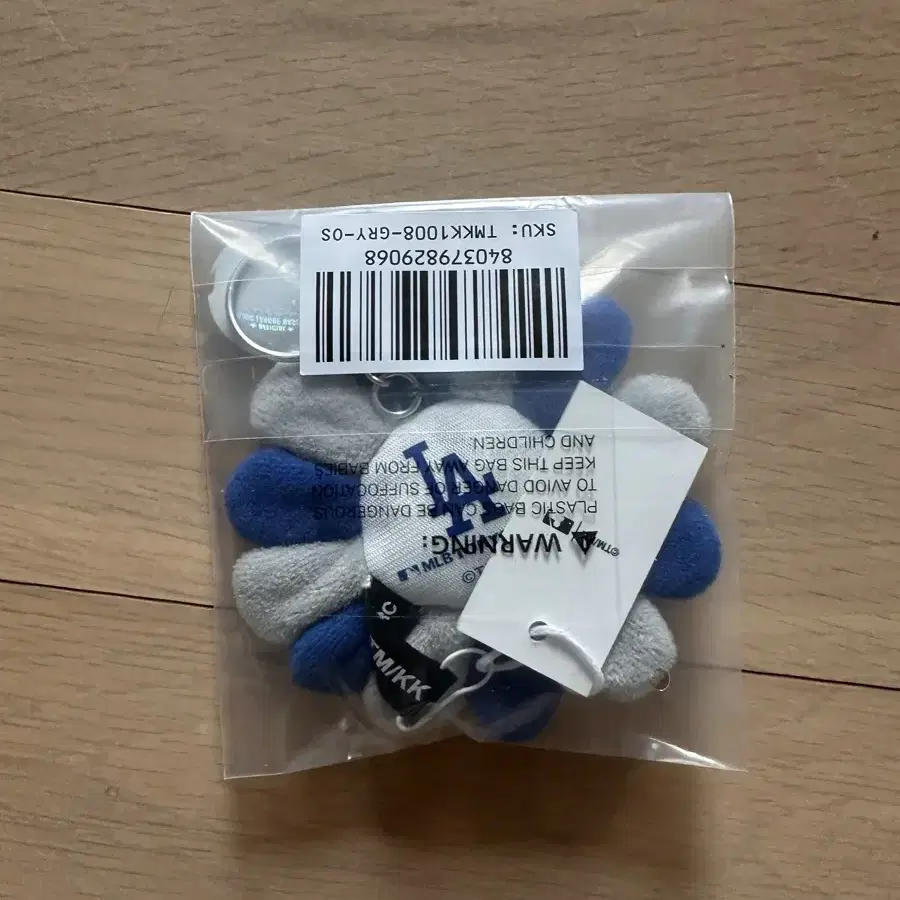 SKU: TMKK1008-GRY-OS
840379829068
⚠ WARNING:
PLASTIC BAGS CAN BE DANGEROUS
TO AVIOD DANGER OF SUFFOCATION
KEEP THIS BAG AWAY FROM BABIES
AND CHILDREN.
LA
MLB
©T
©TM/K
TM/KK